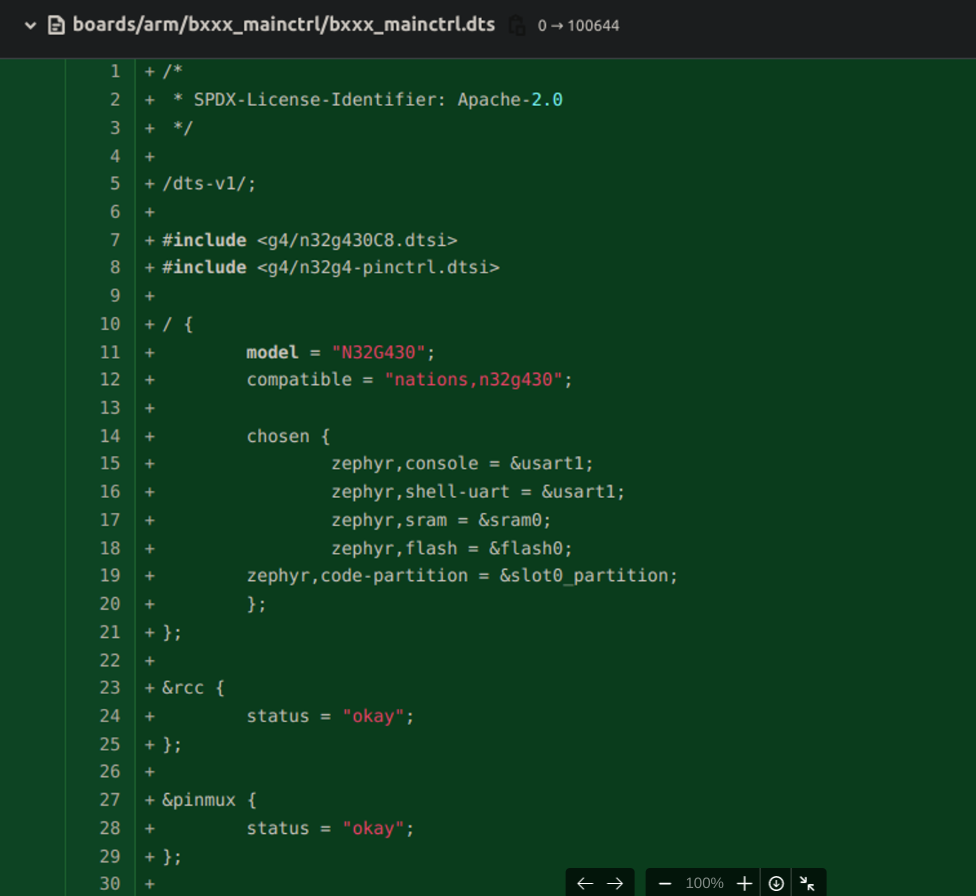 boards/arm/bxxx_mainctrl/bxxx_mainctrl.dts 0 → 100644
1 + /*
2 + * SPDX-License-Identifier: Apache-2.0
3 + */
4 +
5 + /dts-v1/;
6 +
7 + #include <g4/n32g430C8.dtsi>
8 + #include <g4/n32g4-pinctrl.dtsi>
9 +
10 + / {
11 + model = "N32G430";
12 + compatible = "nations,n32g430";
13 +
14 + chosen {
15 + zephyr,console = &usart1;
16 + zephyr,shell-uart = &usart1;
17 + zephyr,sram = &sram0;
18 + zephyr,flash = &flash0;
19 + zephyr,code-partition = &slot0_partition;
20 + };
21 + };
22 +
23 + &rcc {
24 + status = "okay";
25 + };
26 +
27 + &pinmux {
28 + status = "okay";
29 + };
30 +
100%